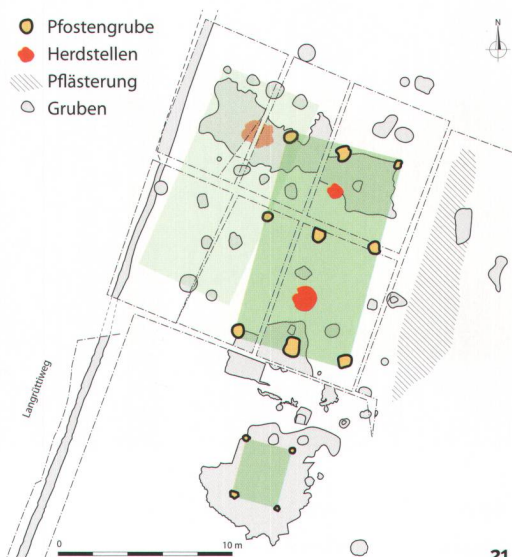 Pfostengrube
Herdstellen
Pflästerung
Gruben
N
Langrüttiweg
0
10 m
21